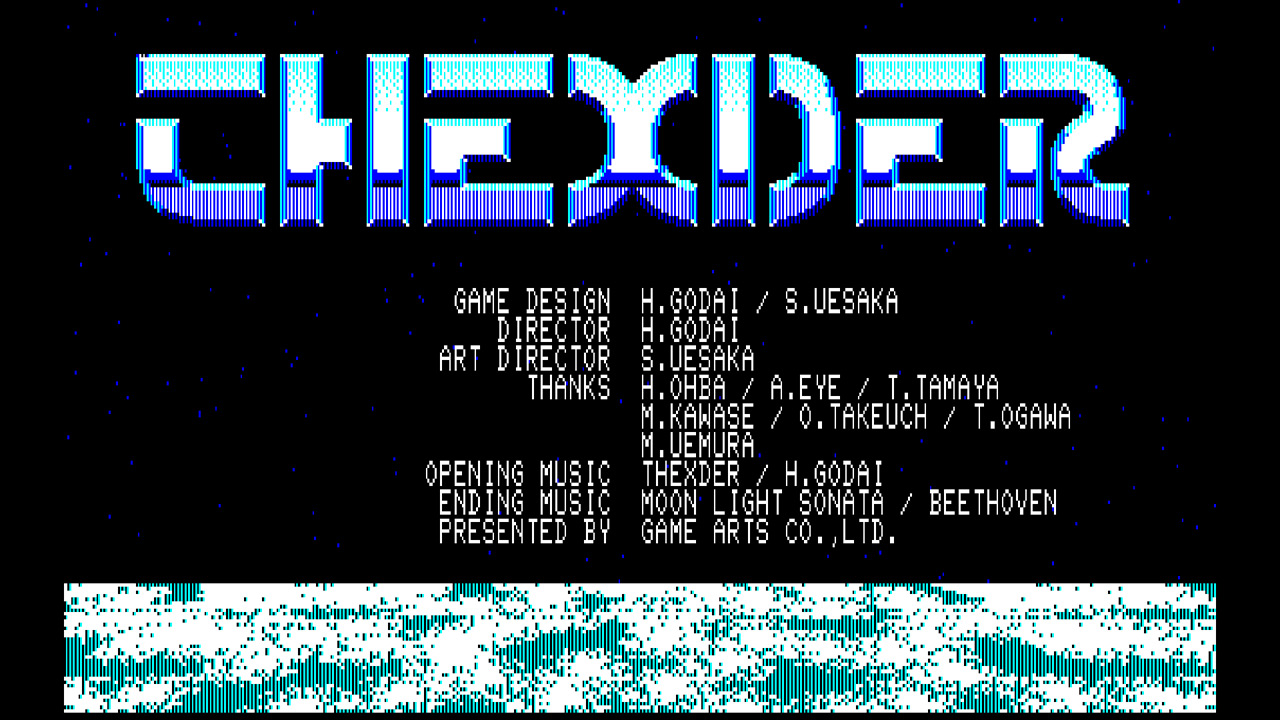 THEXDER
GAME DESIGN H.GODAI / S.UESAKA
DIRECTOR H.GODAI
ART DIRECTOR S.UESAKA
THANKS H.OHBA / A.EYE / T.TAMAYA
M.KAWASE / O.TAKEUCH / T.OGAWA
M.UEMURA
OPENING MUSIC THEXDER / H.GODAI
ENDING MUSIC MOON LIGHT SONATA / BEETHOVEN
PRESENTED BY GAME ARTS CO.,LTD.